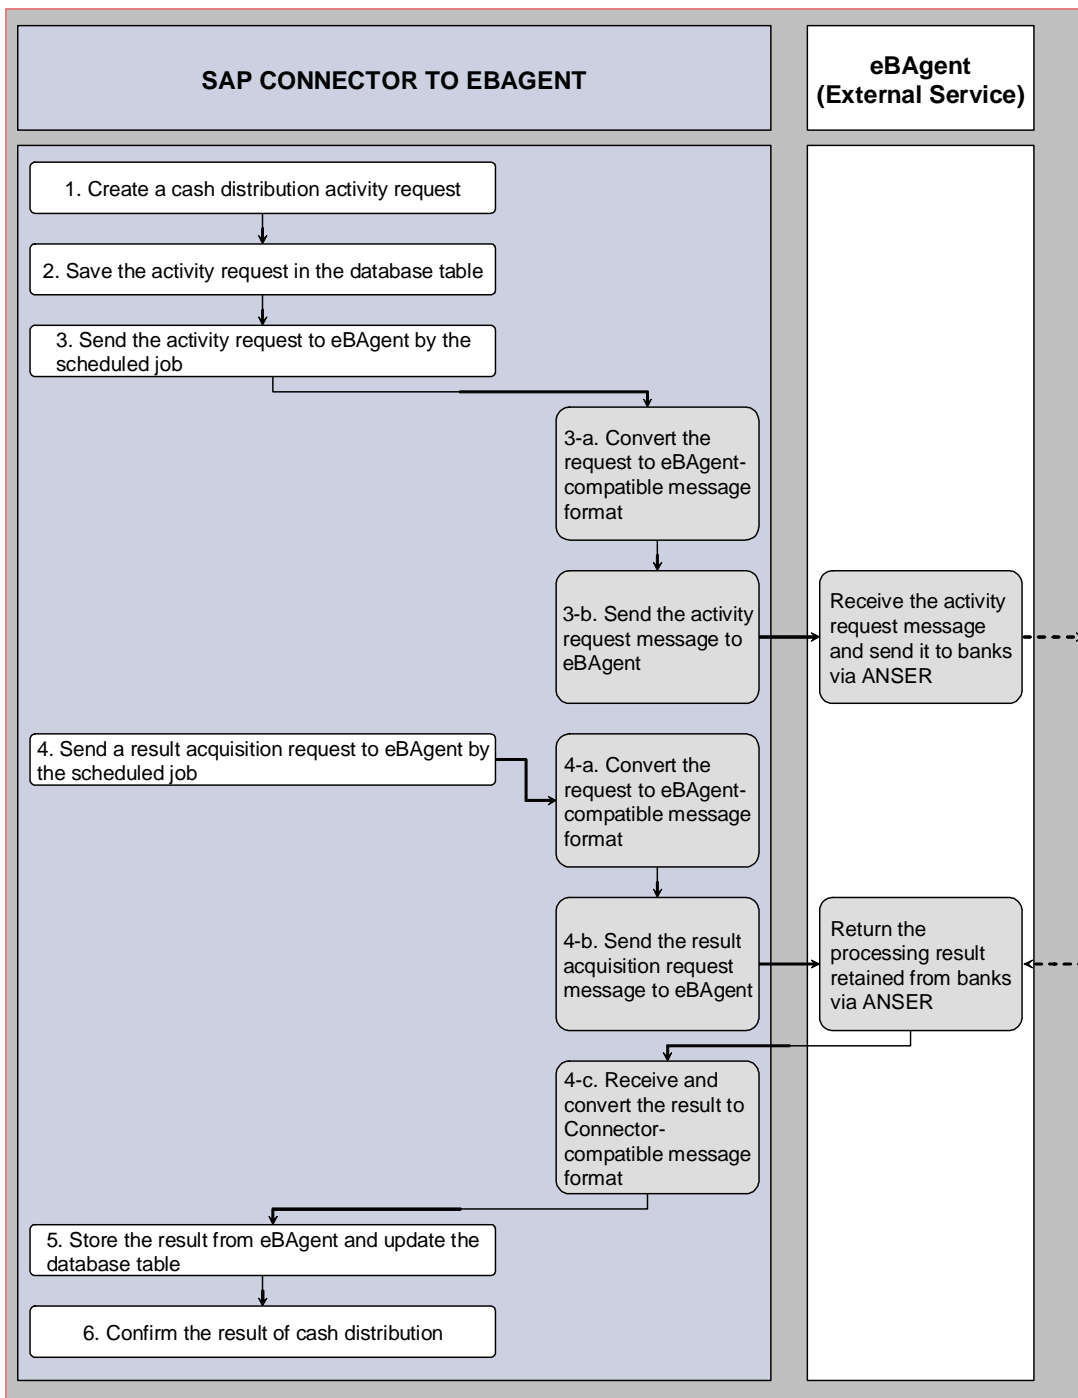 SAP CONNECTOR TO EBAGENT
eBAgent
(External Service)
1. Create a cash distribution activity request
2. Save the activity request in the database table
3. Send the activity request to eBAgent by the
scheduled job
3-a. Convert the
request to eBAgent-
compatible message
format
3-b. Send the activity
request message to
eBAgent
Receive the activity
request message
and send it to banks
via ANSER
4. Send a result acquisition request to eBAgent by
the scheduled job
4-a. Convert the
request to eBAgent-
compatible message
format
4-b. Send the result
acquisition request
message to eBAgent
Return the
processing result
retained from banks
via ANSER
4-c. Receive and
convert the result to
Connector-
compatible message
format
5. Store the result from eBAgent and update the
database table
6. Confirm the result of cash distribution